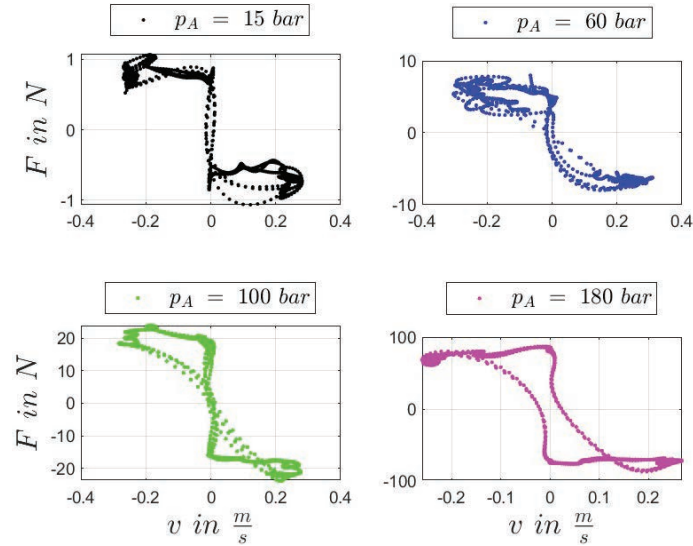 p_A = 15 bar
p_A = 60 bar
F in N
1
0
-1
-0.4 -0.2 0 0.2 0.4
10
0
-10
-0.4 -0.2 0 0.2 0.4
p_A = 100 bar
p_A = 180 bar
F in N
20
10
0
-10
-20
-0.4 -0.2 0 0.2 0.4
v in m/s
100
0
-100
-0.2 -0.1 0 0.1 0.2
v in m/s